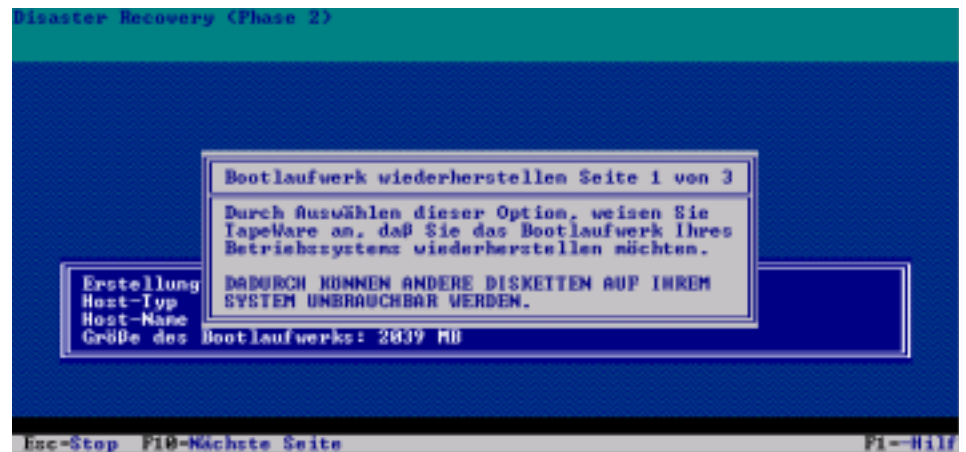 Disaster Recovery (Phase 2)
Bootlaufwerk wiederherstellen Seite 1 von 3
Durch Auswählen dieser Option, weisen Sie
TapeWare an, daß Sie das Bootlaufwerk Ihres
Betriebssystems wiederherstellen möchten.
DADURCH KÖNNEN ANDERE DISKETTEN AUF IHREM
SYSTEM UNBRAUCHBAR WERDEN.
Erstellung
Host-Typ
Host-Name
Größe des Bootlaufwerks: 2039 MB
Esc-Stop F10-Nächste Seite F1--Hilf